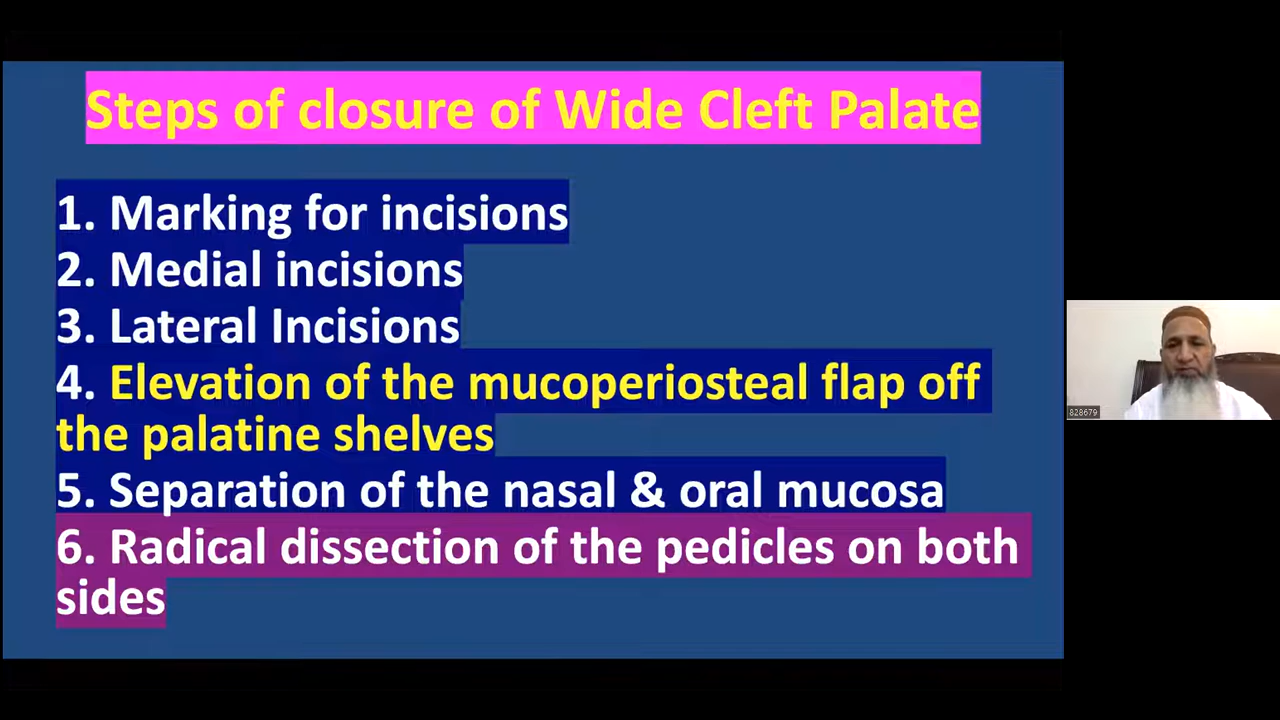 Steps of closure of Wide Cleft Palate
1. Marking for incisions
2. Medial incisions
3. Lateral Incisions
4. Elevation of the mucoperiosteal flap off
the palatine shelves
5. Separation of the nasal & oral mucosa
6. Radical dissection of the pedicles on both
sides
828679